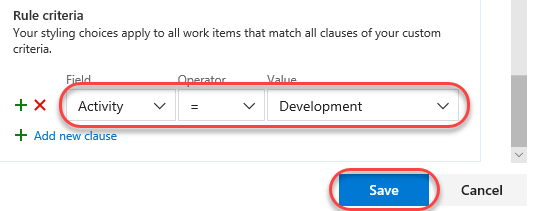 Rule criteria
Your styling choices apply to all work items that match all clauses of your custom
criteria.
Field Operator Value
Activity = Development
Add new clause
Save Cancel